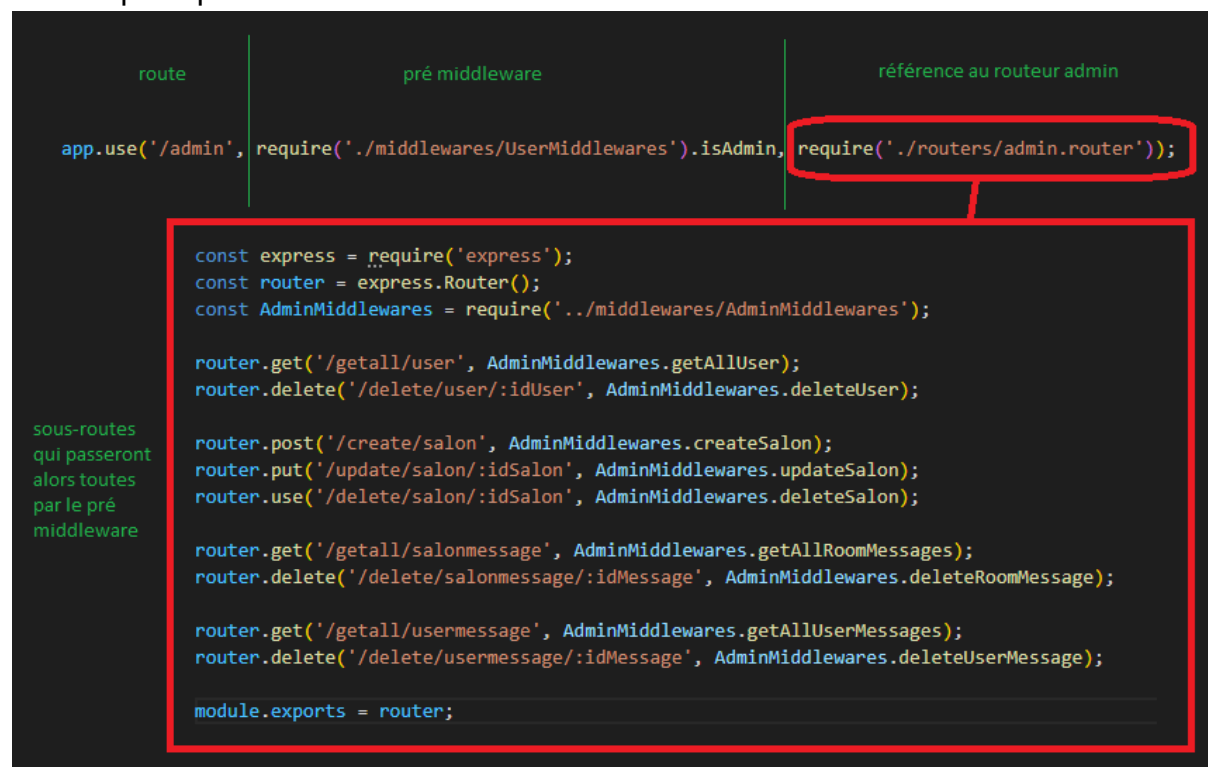 route
pré middleware
référence au routeur admin
app.use('/admin', require('./middlewares/UserMiddlewares').isAdmin, require('./routers/admin.router'));
const express = require('express');
const router = express.Router();
const AdminMiddlewares = require('../middlewares/AdminMiddlewares');
router.get('/getall/user', AdminMiddlewares.getAllUser);
router.delete('/delete/user/:idUser', AdminMiddlewares.deleteUser);
sous-routes
qui passeront
alors toutes
par le pré
middleware
router.post('/create/salon', AdminMiddlewares.createSalon);
router.put('/update/salon/:idSalon', AdminMiddlewares.updateSalon);
router.use('/delete/salon/:idSalon', AdminMiddlewares.deleteSalon);
router.get('/getall/salonmessage', AdminMiddlewares.getAllRoomMessages);
router.delete('/delete/salonmessage/:idMessage', AdminMiddlewares.deleteRoomMessage);
router.get('/getall/usermessage', AdminMiddlewares.getAllUserMessages);
router.delete('/delete/usermessage/:idMessage', AdminMiddlewares.deleteUserMessage);
module.exports = router;